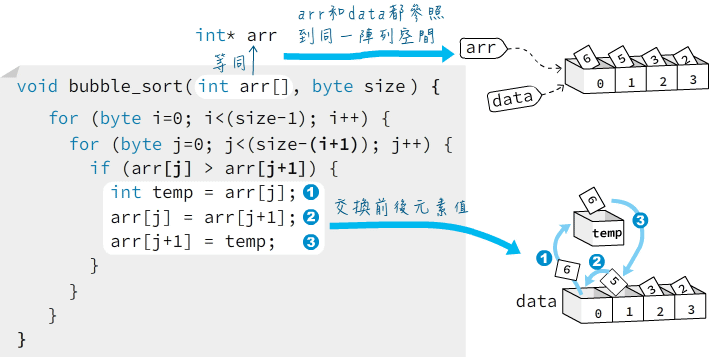 int* arr
等同
arr和data都參照
到同一陣列空間
arr
data
6 5 3 2
0 1 2 3
void bubble_sort( int arr[], byte size ) {
for (byte i=0; i<(size-1); i++) {
for (byte j=0; j<(size-(i+1)); j++) {
if (arr[j] > arr[j+1]) {
int temp = arr[j]; 1
arr[j] = arr[j+1]; 2
arr[j+1] = temp; 3
}
}
}
}
交換前後元素值
6
temp
3
1
2
6 5 3 2
data
0 1 2 3